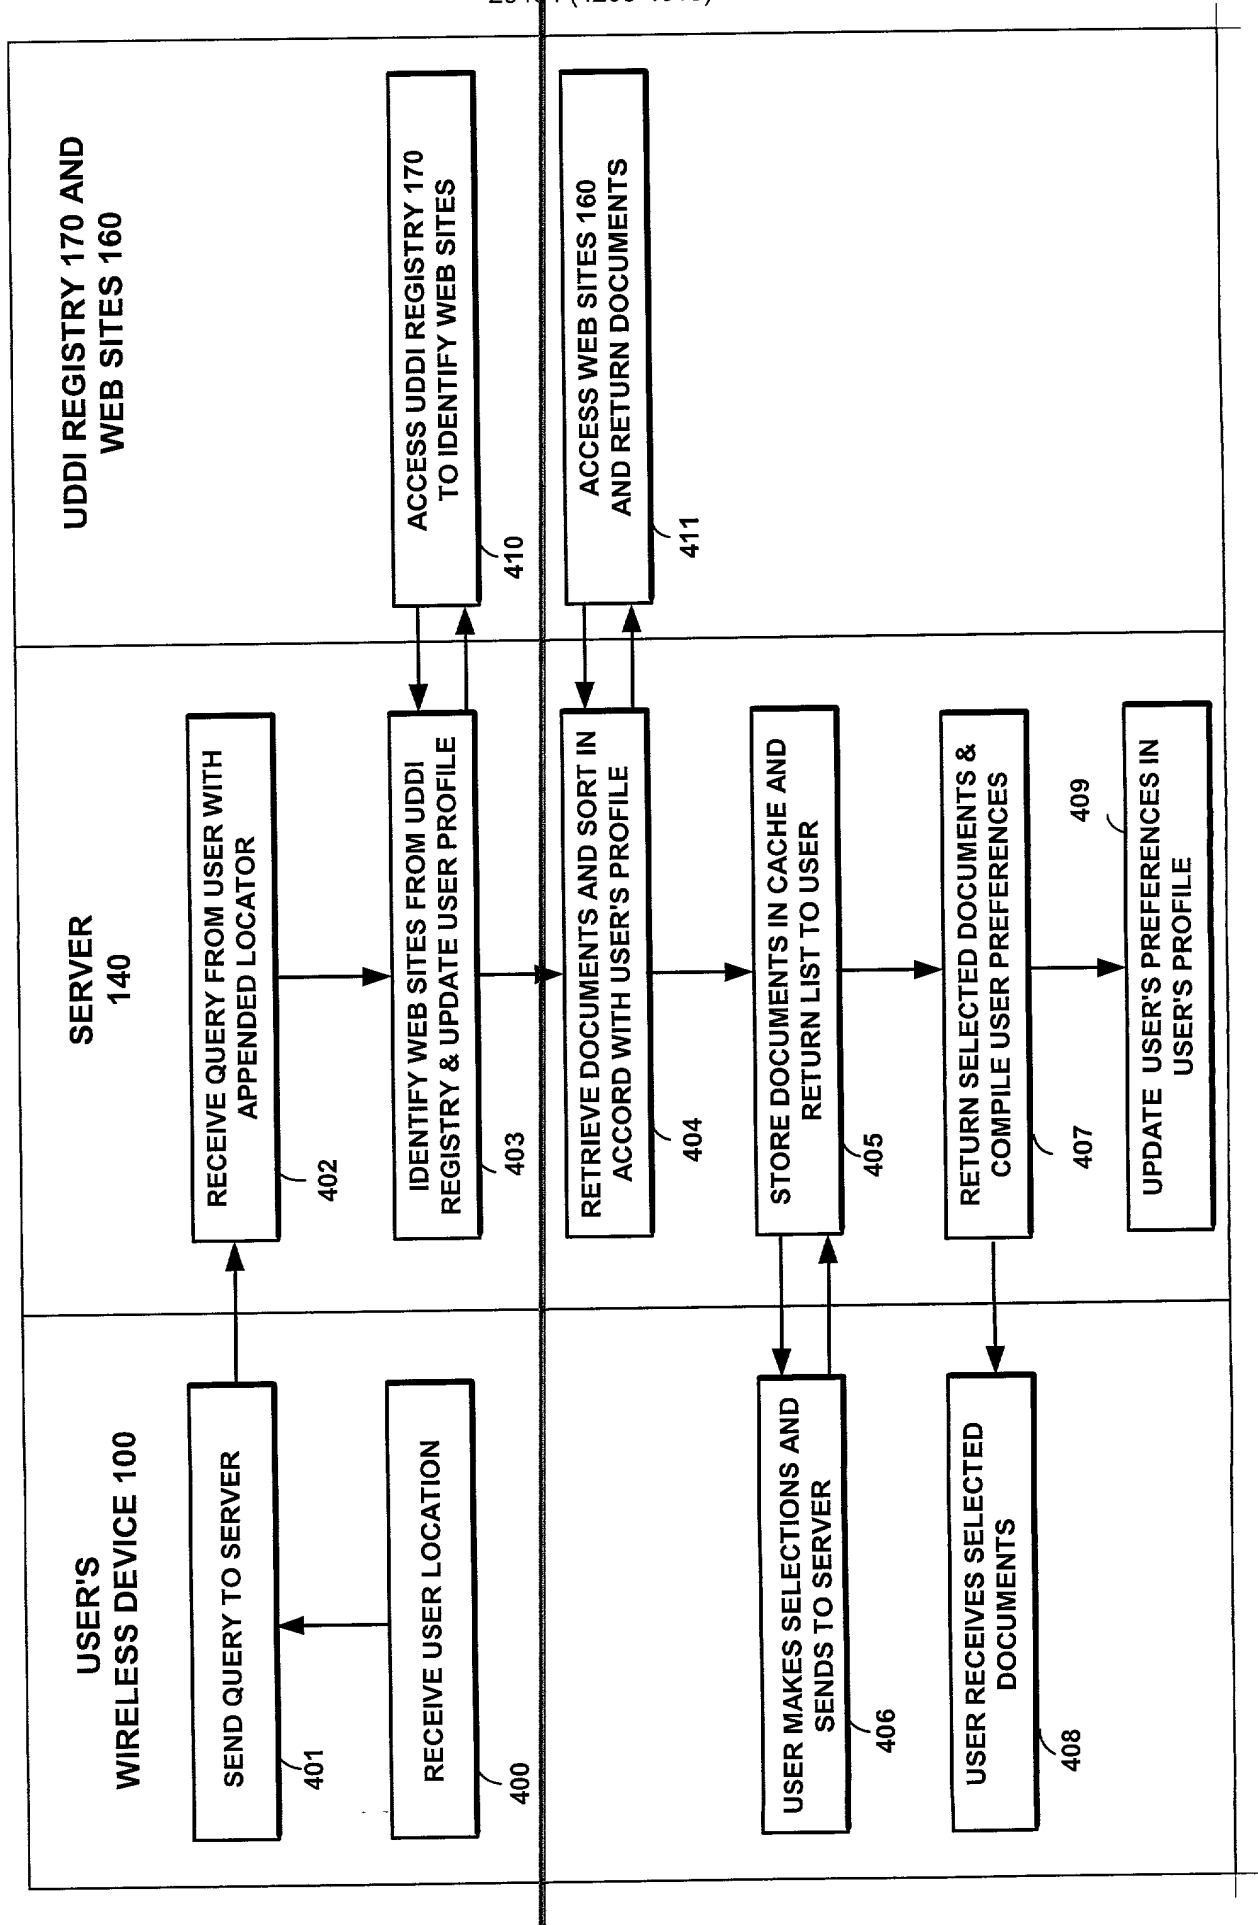 USER'S
WIRELESS DEVICE 100
SERVER
140
UDDI REGISTRY 170 AND
WEB SITES 160
SEND QUERY TO SERVER
401
RECEIVE USER LOCATION
400
RECEIVE QUERY FROM USER WITH
APPENDED LOCATOR
402
IDENTIFY WEB SITES FROM UDDI
REGISTRY & UPDATE USER PROFILE
403
ACCESS UDDI REGISTRY 170
TO IDENTIFY WEB SITES
410
RETRIEVE DOCUMENTS AND SORT IN
ACCORD WITH USER'S PROFILE
404
ACCESS WEB SITES 160
AND RETURN DOCUMENTS
411
STORE DOCUMENTS IN CACHE AND
RETURN LIST TO USER
405
USER MAKES SELECTIONS AND
SENDS TO SERVER
406
RETURN SELECTED DOCUMENTS &
COMPILE USER PREFERENCES
407
USER RECEIVES SELECTED
DOCUMENTS
408
UPDATE USER'S PREFERENCES IN
USER'S PROFILE
409